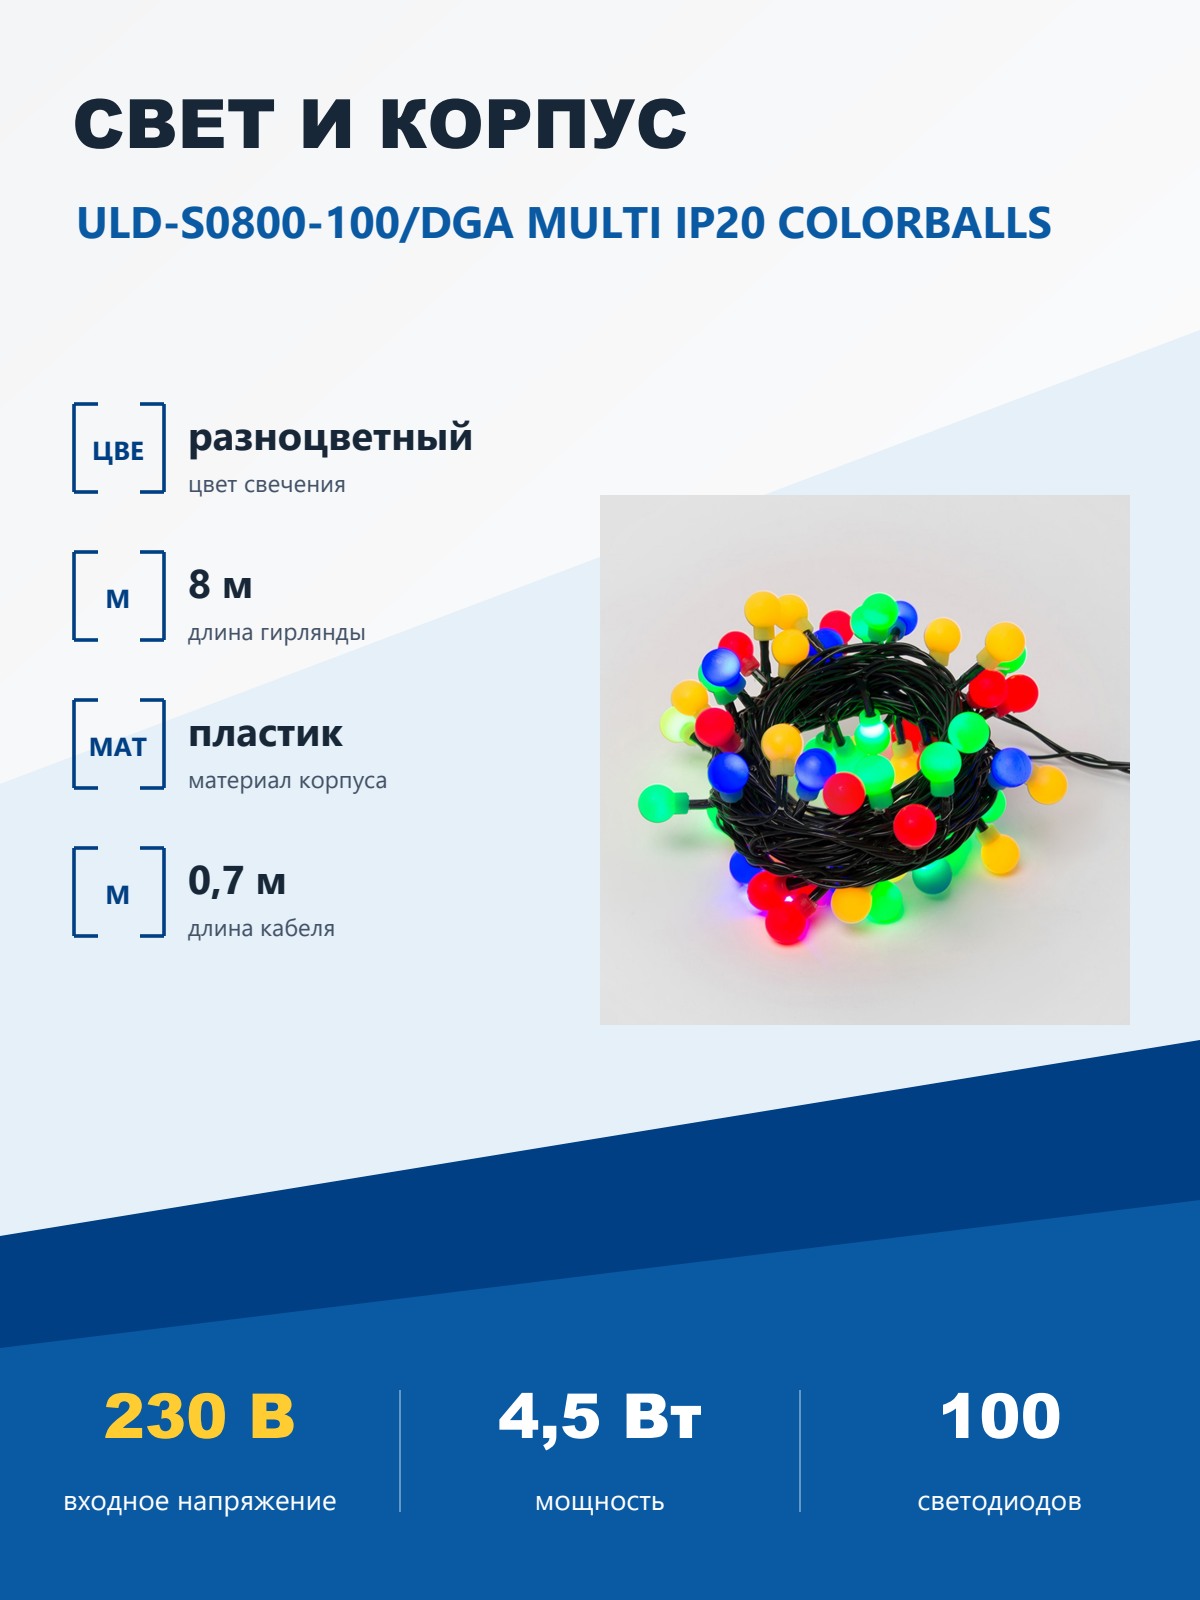 СВЕТ И КОРПУС
ULD-S0800-100/DGA MULTI IP20 COLORBALLS
ЦВЕ
разноцветный
цвет свечения
М
8 м
длина гирлянды
МАТ
пластик
материал корпуса
М
0,7 м
длина кабеля
230 В
входное напряжение
4,5 Вт
мощность
100
светодиодов